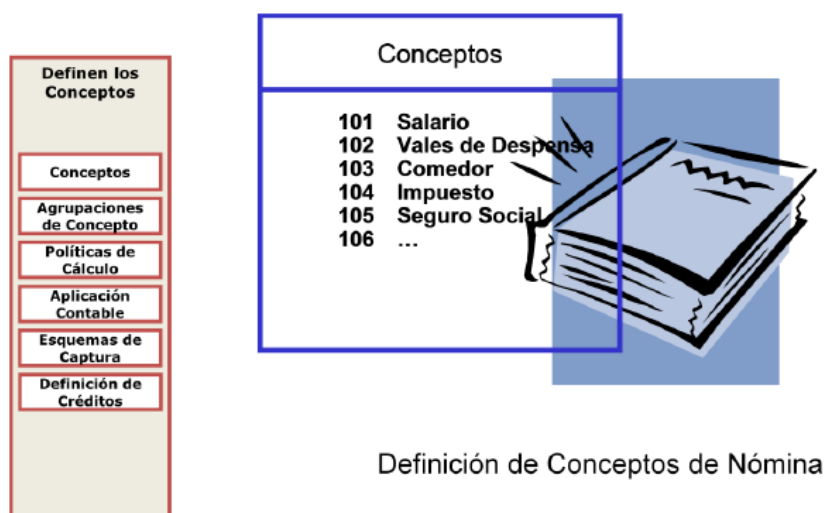 Definen los
Conceptos
Conceptos
Agrupaciones
de Concepto
Políticas de
Cálculo
Aplicación
Contable
Esquemas de
Captura
Definición de
Créditos
Conceptos
101 Salario
102 Vales de Despensa
103 Comedor
104 Impuesto
105 Seguro Social
106 ...
Definición de Conceptos de Nómina